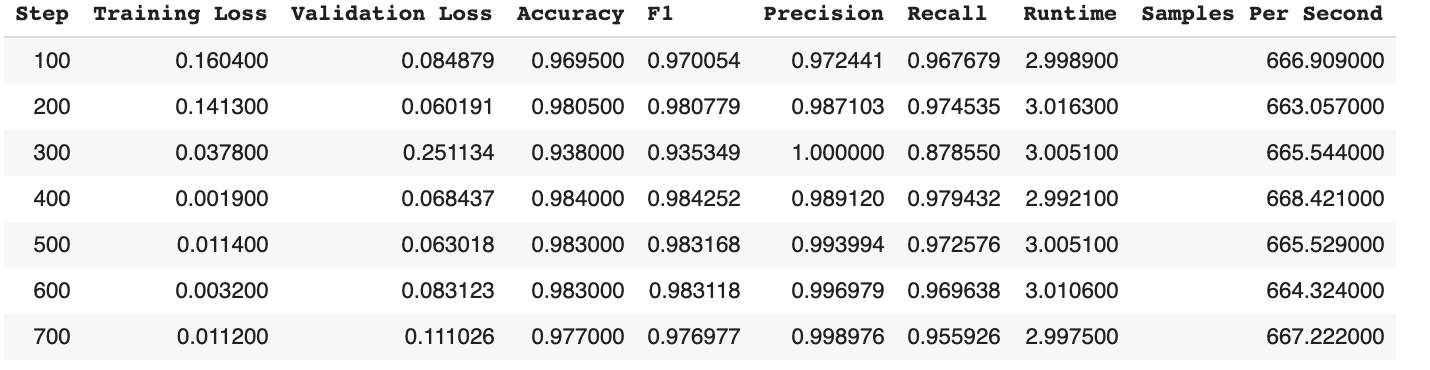 Step Training Loss Validation Loss Accuracy F1 Precision Recall Runtime Samples Per Second
100 0.160400 0.084879 0.969500 0.970054 0.972441 0.967679 2.998900 666.909000
200 0.141300 0.060191 0.980500 0.980779 0.987103 0.974535 3.016300 663.057000
300 0.037800 0.251134 0.938000 0.935349 1.000000 0.878550 3.005100 665.544000
400 0.001900 0.068437 0.984000 0.984252 0.989120 0.979432 2.992100 668.421000
500 0.011400 0.063018 0.983000 0.983168 0.993994 0.972576 3.005100 665.529000
600 0.003200 0.083123 0.983000 0.983118 0.996979 0.969638 3.010600 664.324000
700 0.011200 0.111026 0.977000 0.976977 0.998976 0.955926 2.997500 667.222000